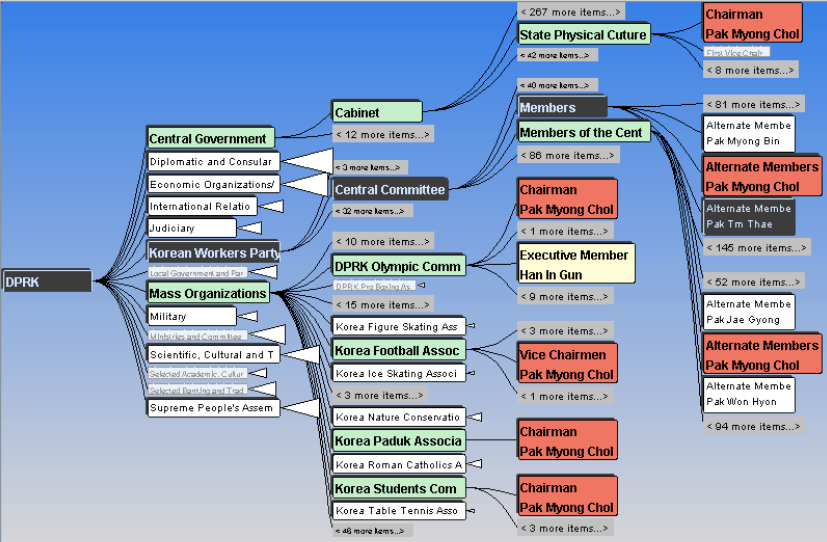 DPRK
Central Government
Diplomatic and Consular
Economic Organizations/
International Relatio
Judiciary
Korean Workers Party
Local Government and Par
Mass Organizations
Military
Ministries and Committee
Scientific, Cultural and T
Selected Academic, Cultur
Selected Banking and Trad
Supreme People's Assem
Cabinet
< 12 more items...>
< 3 more items...>
Central Committee
< 32 more items...>
< 10 more items...>
DPRK Olympic Comm
DPRK Pro Boxing As
< 15 more items...>
Korea Figure Skating Ass
Korea Football Assoc
Korea Ice Skating Associ
< 3 more items...>
Korea Nature Conservatio
Korea Paduk Associa
Korea Roman Catholics A
Korea Students Com
Korea Table Tennis Asso
< 46 more items...>
< 267 more items...>
State Physical Cuture
< 42 more items...>
< 40 more items...>
Members
Members of the Cent
< 86 more items...>
Chairman
Pak Myong Chol
< 1 more items...>
Executive Member
Han In Gun
< 9 more items...>
< 3 more items...>
Vice Chairmen
Pak Myong Chol
< 1 more items...>
Chairman
Pak Myong Chol
Chairman
Pak Myong Chol
< 3 more items...>
Chairman
Pak Myong Chol
First Vice Chair
< 8 more items...>
< 81 more items...>
Alternate Membe
Pak Myong Bin
Alternate Members
Pak Myong Chol
Alternate Membe
Pak Tm Thae
< 145 more items...>
< 52 more items...>
Alternate Membe
Pak Jae Gyong
Alternate Members
Pak Myong Chol
Alternate Membe
Pak Won Hyon
< 94 more items...>